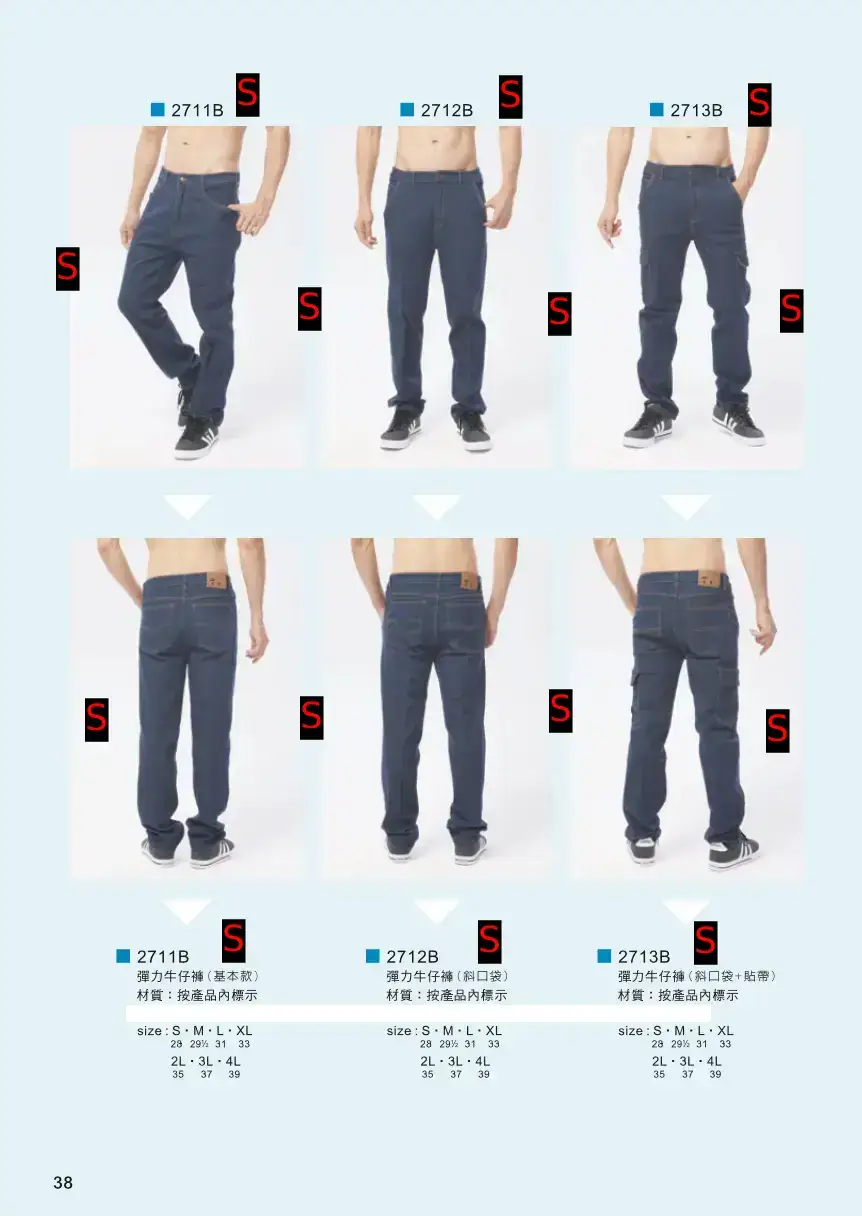 S
2711B
S
2712B
S
2713B
S
S
S
S
S
S
S
S
2711B S
彈力牛仔褲(基本款)
材質：按產品內標示
size : S・M・L・XL
28 29½ 31 33
2L・3L・4L
35 37 39
2712B S
彈力牛仔褲(斜口袋)
材質：按產品內標示
size : S・M・L・XL
28 29½ 31 33
2L・3L・4L
35 37 39
2713B S
彈力牛仔褲(斜口袋+貼帶)
材質：按產品內標示
size : S・M・L・XL
28 29½ 31 33
2L・3L・4L
35 37 39
38